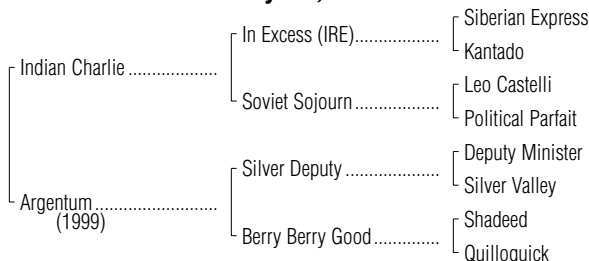 Siberian Express
In Excess (IRE)
Kantado
Indian Charlie
Leo Castelli
Soviet Sojourn
Political Parfait
Deputy Minister
Silver Deputy
Silver Valley
Argentum
(1999)
Shadeed
Berry Berry Good
Quilloquick